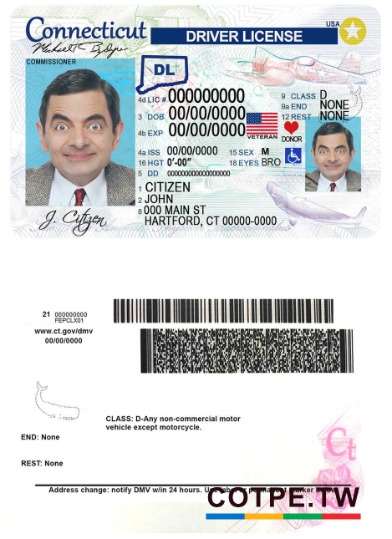 Connecticut
USA
DRIVER LICENSE
COMMISSIONER
DL
4d LIC # 000000000
9 CLASS D
3 DOB 00/00/0000
9a END NONE
4b EXP 00/00/0000
12 REST NONE
VETERAN
DONOR
4a ISS 00/00/0000 15 SEX M
16 HGT 0'-00" 18 EYES BRO
5 DD
1 CITIZEN
2 JOHN
8 000 MAIN ST
HARTFORD, CT 00000-0000
J. Citizen
21 000000000
FEPCLX01
www.ct.gov/dmv
00/00/0000
CLASS: D-Any non-commercial motor
vehicle except motorcycle.
END: None
Ct
REST: None
Address change: notify DMV w/in 24 hours.
COTPE.TW